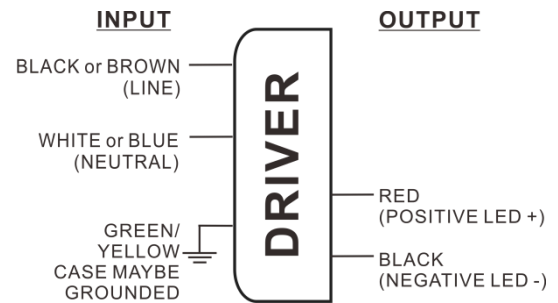 INPUT
OUTPUT
BLACK or BROWN
(LINE)
WHITE or BLUE
(NEUTRAL)
GREEN/
YELLOW
CASE MAYBE
GROUNDED
DRIVER
RED
(POSITIVE LED +)
BLACK
(NEGATIVE LED -)